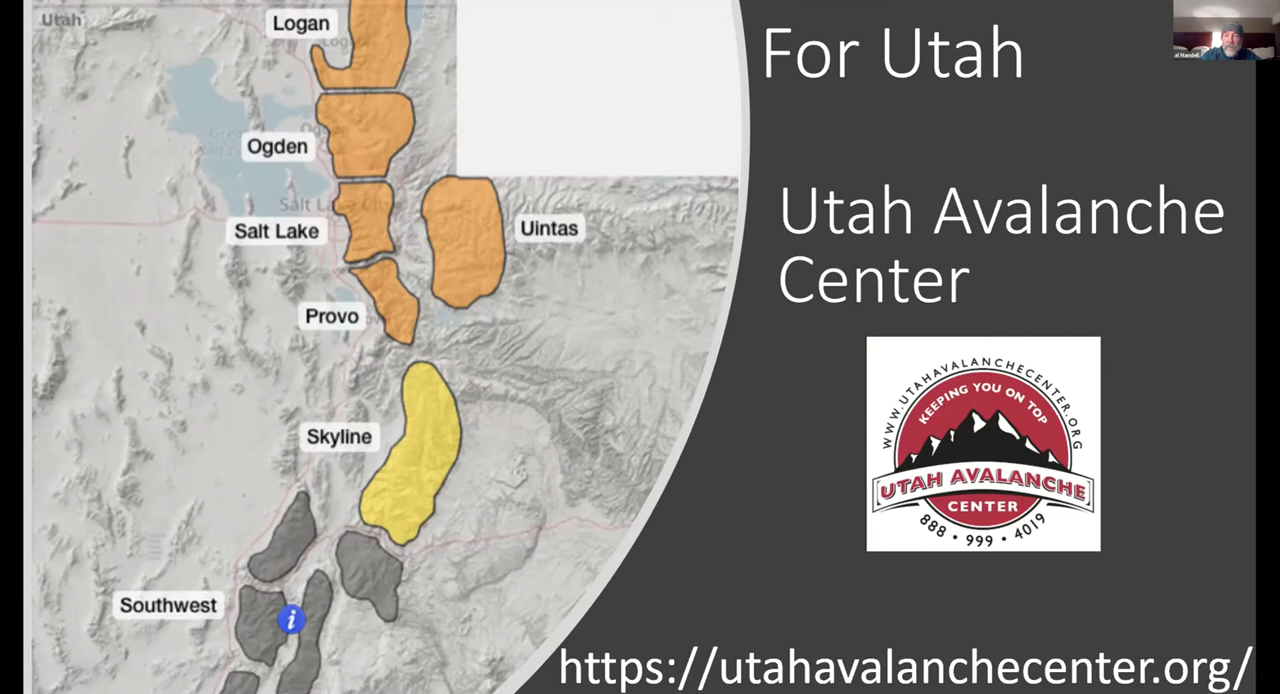 Utah
Logan
Ogden
Salt Lake
Uintas
Provo
Skyline
Southwest
i
For Utah
Utah Avalanche
Center
WWW.UTAHAVALANCHECENTER.ORG
KEEPING YOU ON TOP
UTAH AVALANCHE
CENTER
888 • 999 • 4019
https://utahavalanchecenter.org/